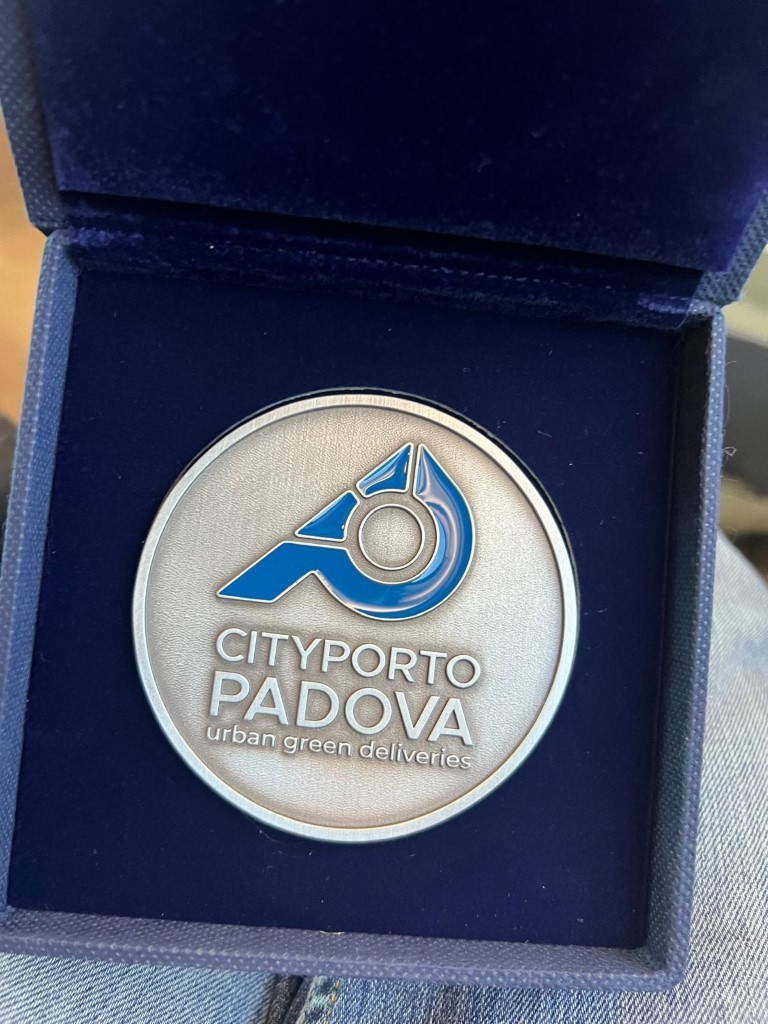 CITYPORTO
PADOVA
urban green deliveries